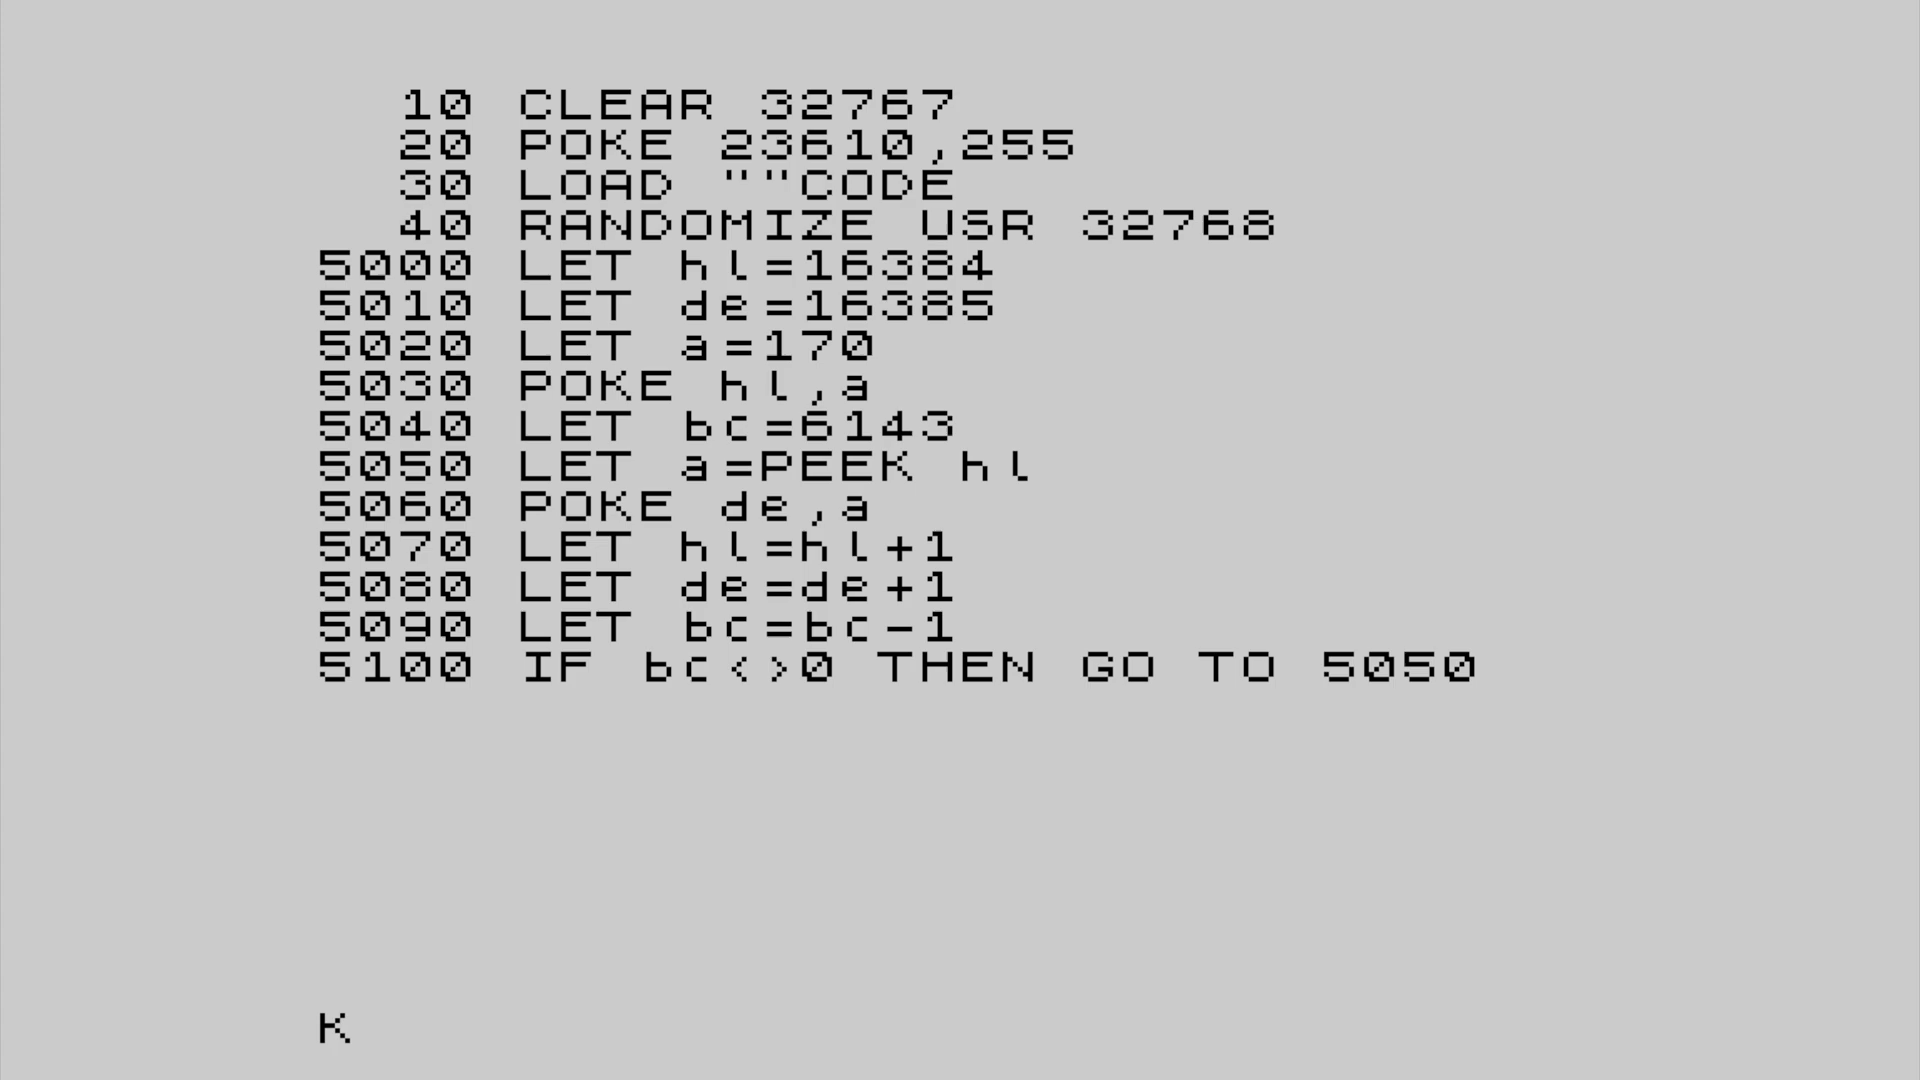 10 CLEAR 32767
20 POKE 23610,255
30 LOAD ""CODE
40 RANDOMIZE USR 32768
5000 LET hl=16384
5010 LET de=16385
5020 LET a=170
5030 POKE hl,a
5040 LET bc=6143
5050 LET a=PEEK hl
5060 POKE de,a
5070 LET hl=hl+1
5080 LET de=de+1
5090 LET bc=bc-1
5100 IF bc<>0 THEN GO TO 5050
K